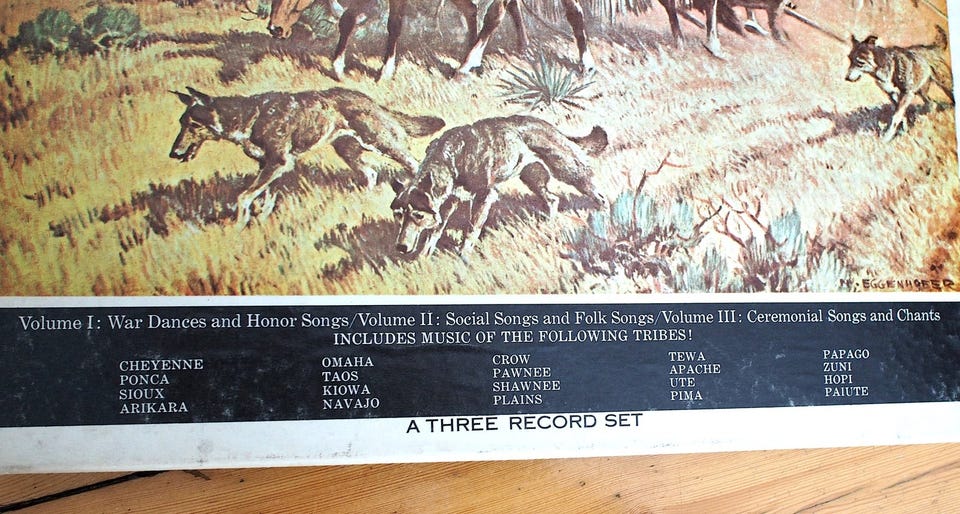 N. EGGENHOFER
Volume I: War Dances and Honor Songs/Volume II: Social Songs and Folk Songs/Volume III: Ceremonial Songs and Chants
INCLUDES MUSIC OF THE FOLLOWING TRIBES!
CHEYENNE
PONCA
SIOUX
ARIKARA
OMAHA
TAOS
KIOWA
NAVAJO
CROW
PAWNEE
SHAWNEE
PLAINS
TEWA
APACHE
UTE
PIMA
PAPAGO
ZUNI
HOPI
PAIUTE
A THREE RECORD SET